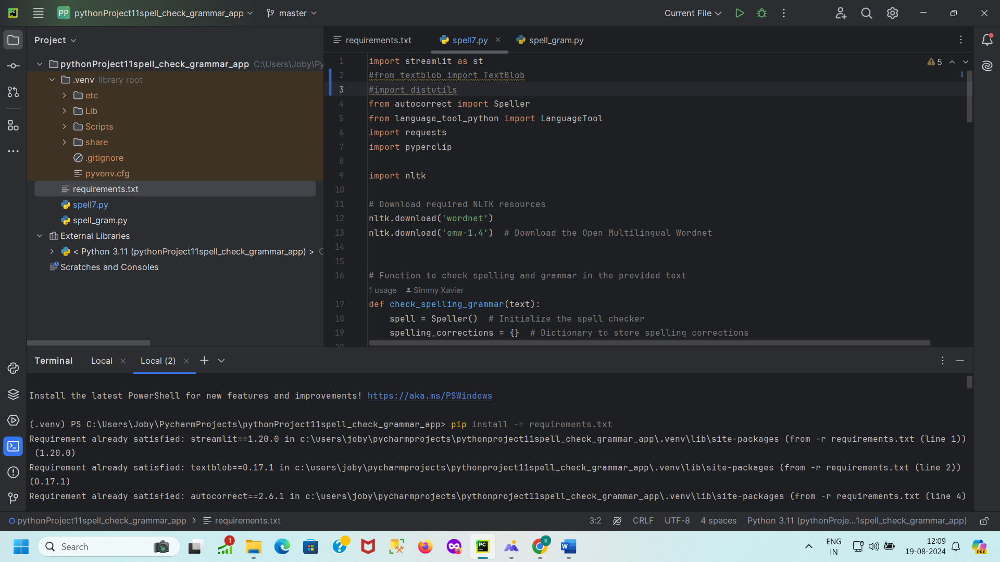 PP pythonProject11spell_check_grammar_app master Current File
Project
requirements.txt spell7.py spell_gram.py
pythonProject11spell_check_grammar_app C:\Users\Joby\Py
.venv library root
etc
Lib
Scripts
share
.gitignore
pyvenv.cfg
requirements.txt
spell7.py
spell_gram.py
External Libraries
< Python 3.11 (pythonProject11spell_check_grammar_app) >
Scratches and Consoles
5
1 import streamlit as st
2 #from textblob import TextBlob
3 #import distutils
4 from autocorrect import Speller
5 from language_tool_python import LanguageTool
6 import requests
7 import pyperclip
8
9 import nltk
10
11 # Download required NLTK resources
12 nltk.download('wordnet')
13 nltk.download('omw-1.4')  # Download the Open Multilingual Wordnet
14
15
16 # Function to check spelling and grammar in the provided text
1 usage Simmy Xavier
17 def check_spelling_grammar(text):
18     spell = Speller()  # Initialize the spell checker
19     spelling_corrections = {}  # Dictionary to store spelling corrections
Terminal Local Local (2)
Install the latest PowerShell for new features and improvements! https://aka.ms/PSWindows
(.venv) PS C:\Users\Joby\PycharmProjects\pythonProject11spell_check_grammar_app> pip install -r requirements.txt
Requirement already satisfied: streamlit==1.20.0 in c:\users\joby\pycharmprojects\pythonproject11spell_check_grammar_app\.venv\lib\site-packages (from -r requirements.txt (line 1))
(1.20.0)
Requirement already satisfied: textblob==0.17.1 in c:\users\joby\pycharmprojects\pythonproject11spell_check_grammar_app\.venv\lib\site-packages (from -r requirements.txt (line 2))
(0.17.1)
Requirement already satisfied: autocorrect==2.6.1 in c:\users\joby\pycharmprojects\pythonproject11spell_check_grammar_app\.venv\lib\site-packages (from -r requirements.txt (line 4)
pythonProject11spell_check_grammar_app > requirements.txt 3:2 CRLF UTF-8 4 spaces Python 3.11 (pythonProje...1spell_check_grammar_app)
Search 1 PC S W ENG 12:09
IN 19-08-2024 PRE